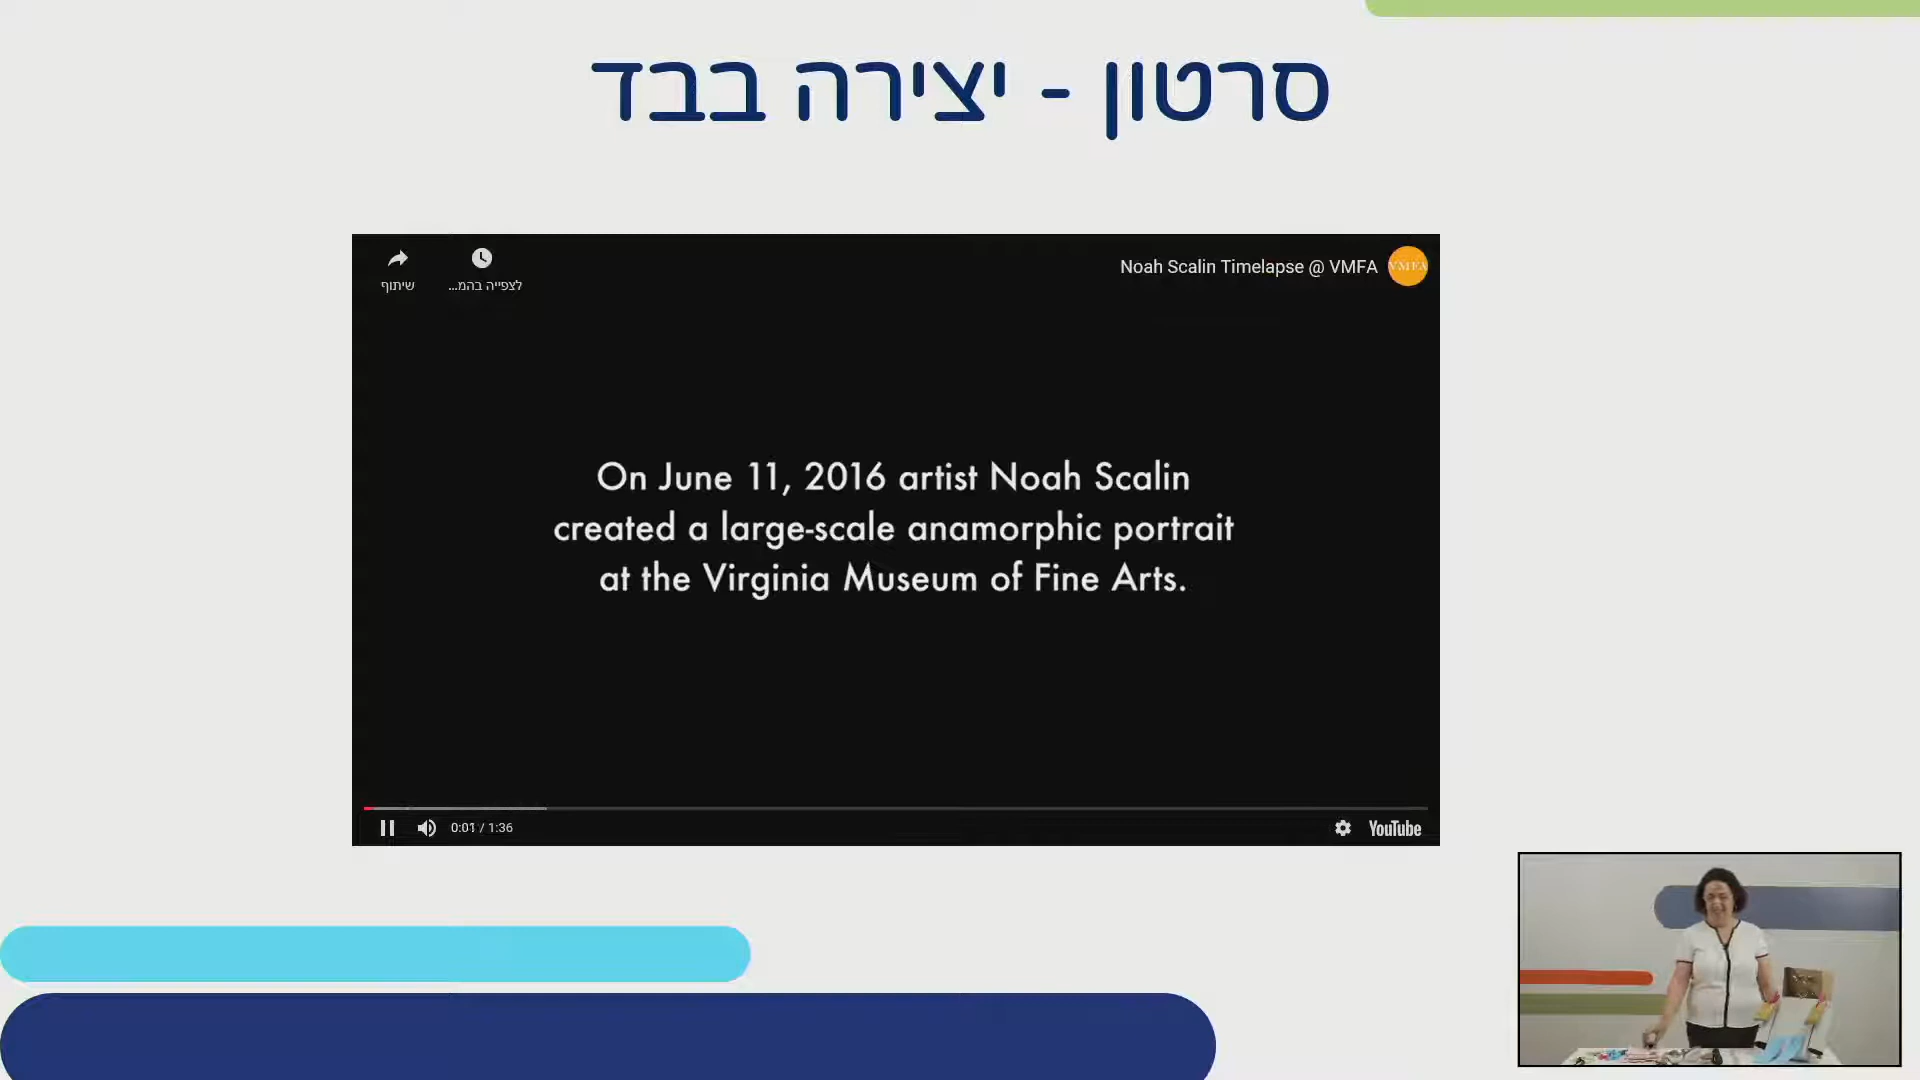 סרטון - יצירה בבד
שיתוף
לצפייה בהמ...
Noah Scalin Timelapse @ VMFA
VMFA
On June 11, 2016 artist Noah Scalin
created a large-scale anamorphic portrait
at the Virginia Museum of Fine Arts.
0:01 / 1:36
YouTube